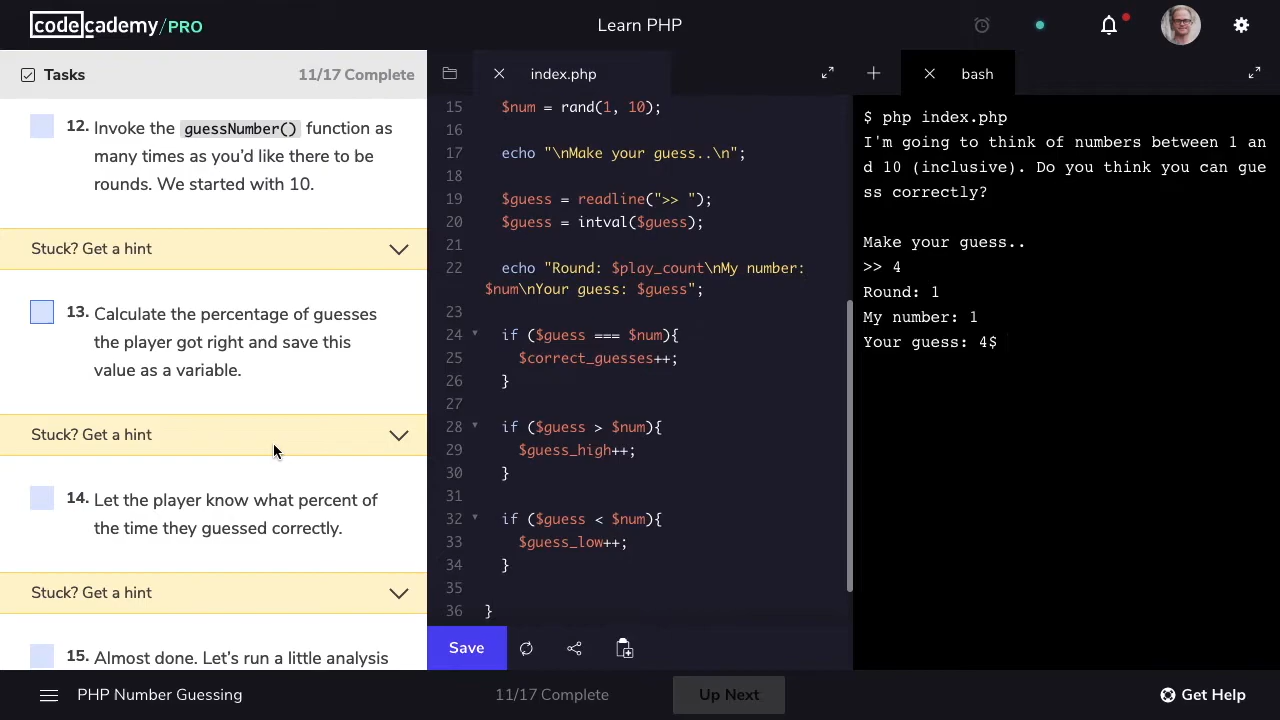 codecademy/PRO
Learn PHP
Tasks
11/17 Complete
12. Invoke the guessNumber() function as
many times as you’d like there to be
rounds. We started with 10.
Stuck? Get a hint
13. Calculate the percentage of guesses
the player got right and save this
value as a variable.
Stuck? Get a hint
14. Let the player know what percent of
the time they guessed correctly.
Stuck? Get a hint
15. Almost done. Let’s run a little analysis
index.php
15 $num = rand(1, 10);
16
17 echo "\nMake your guess..\n";
18
19 $guess = readline(">> ");
20 $guess = intval($guess);
21
22 echo "Round: $play_count\nMy number:
$num\nYour guess: $guess";
23
24 if ($guess === $num){
25 $correct_guesses++;
26 }
27
28 if ($guess > $num){
29 $guess_high++;
30 }
31
32 if ($guess < $num){
33 $guess_low++;
34 }
35
36 }
Save
bash
$ php index.php
I'm going to think of numbers between 1 an
d 10 (inclusive). Do you think you can gue
ss correctly?
Make your guess..
>> 4
Round: 1
My number: 1
Your guess: 4$
PHP Number Guessing
11/17 Complete
Up Next
Get Help